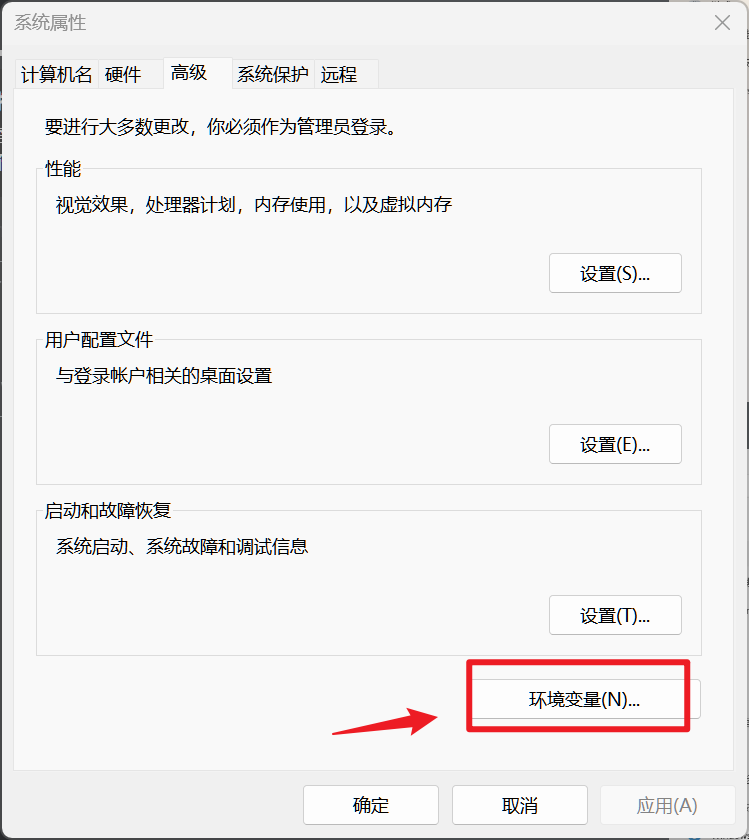 系统属性
计算机名 硬件 高级 系统保护 远程
要进行大多数更改，你必须作为管理员登录。
性能
视觉效果，处理器计划，内存使用，以及虚拟内存
设置(S)...
用户配置文件
与登录帐户相关的桌面设置
设置(E)...
启动和故障恢复
系统启动、系统故障和调试信息
设置(T)...
环境变量(N)...
确定 取消 应用(A)